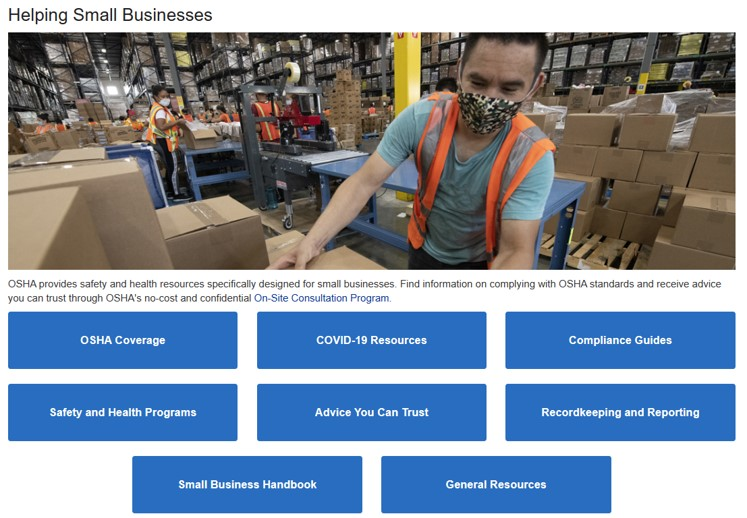 Helping Small Businesses
OSHA provides safety and health resources specifically designed for small businesses. Find information on complying with OSHA standards and receive advice
you can trust through OSHA's no-cost and confidential On-Site Consultation Program.
OSHA Coverage
COVID-19 Resources
Compliance Guides
Safety and Health Programs
Advice You Can Trust
Recordkeeping and Reporting
Small Business Handbook
General Resources